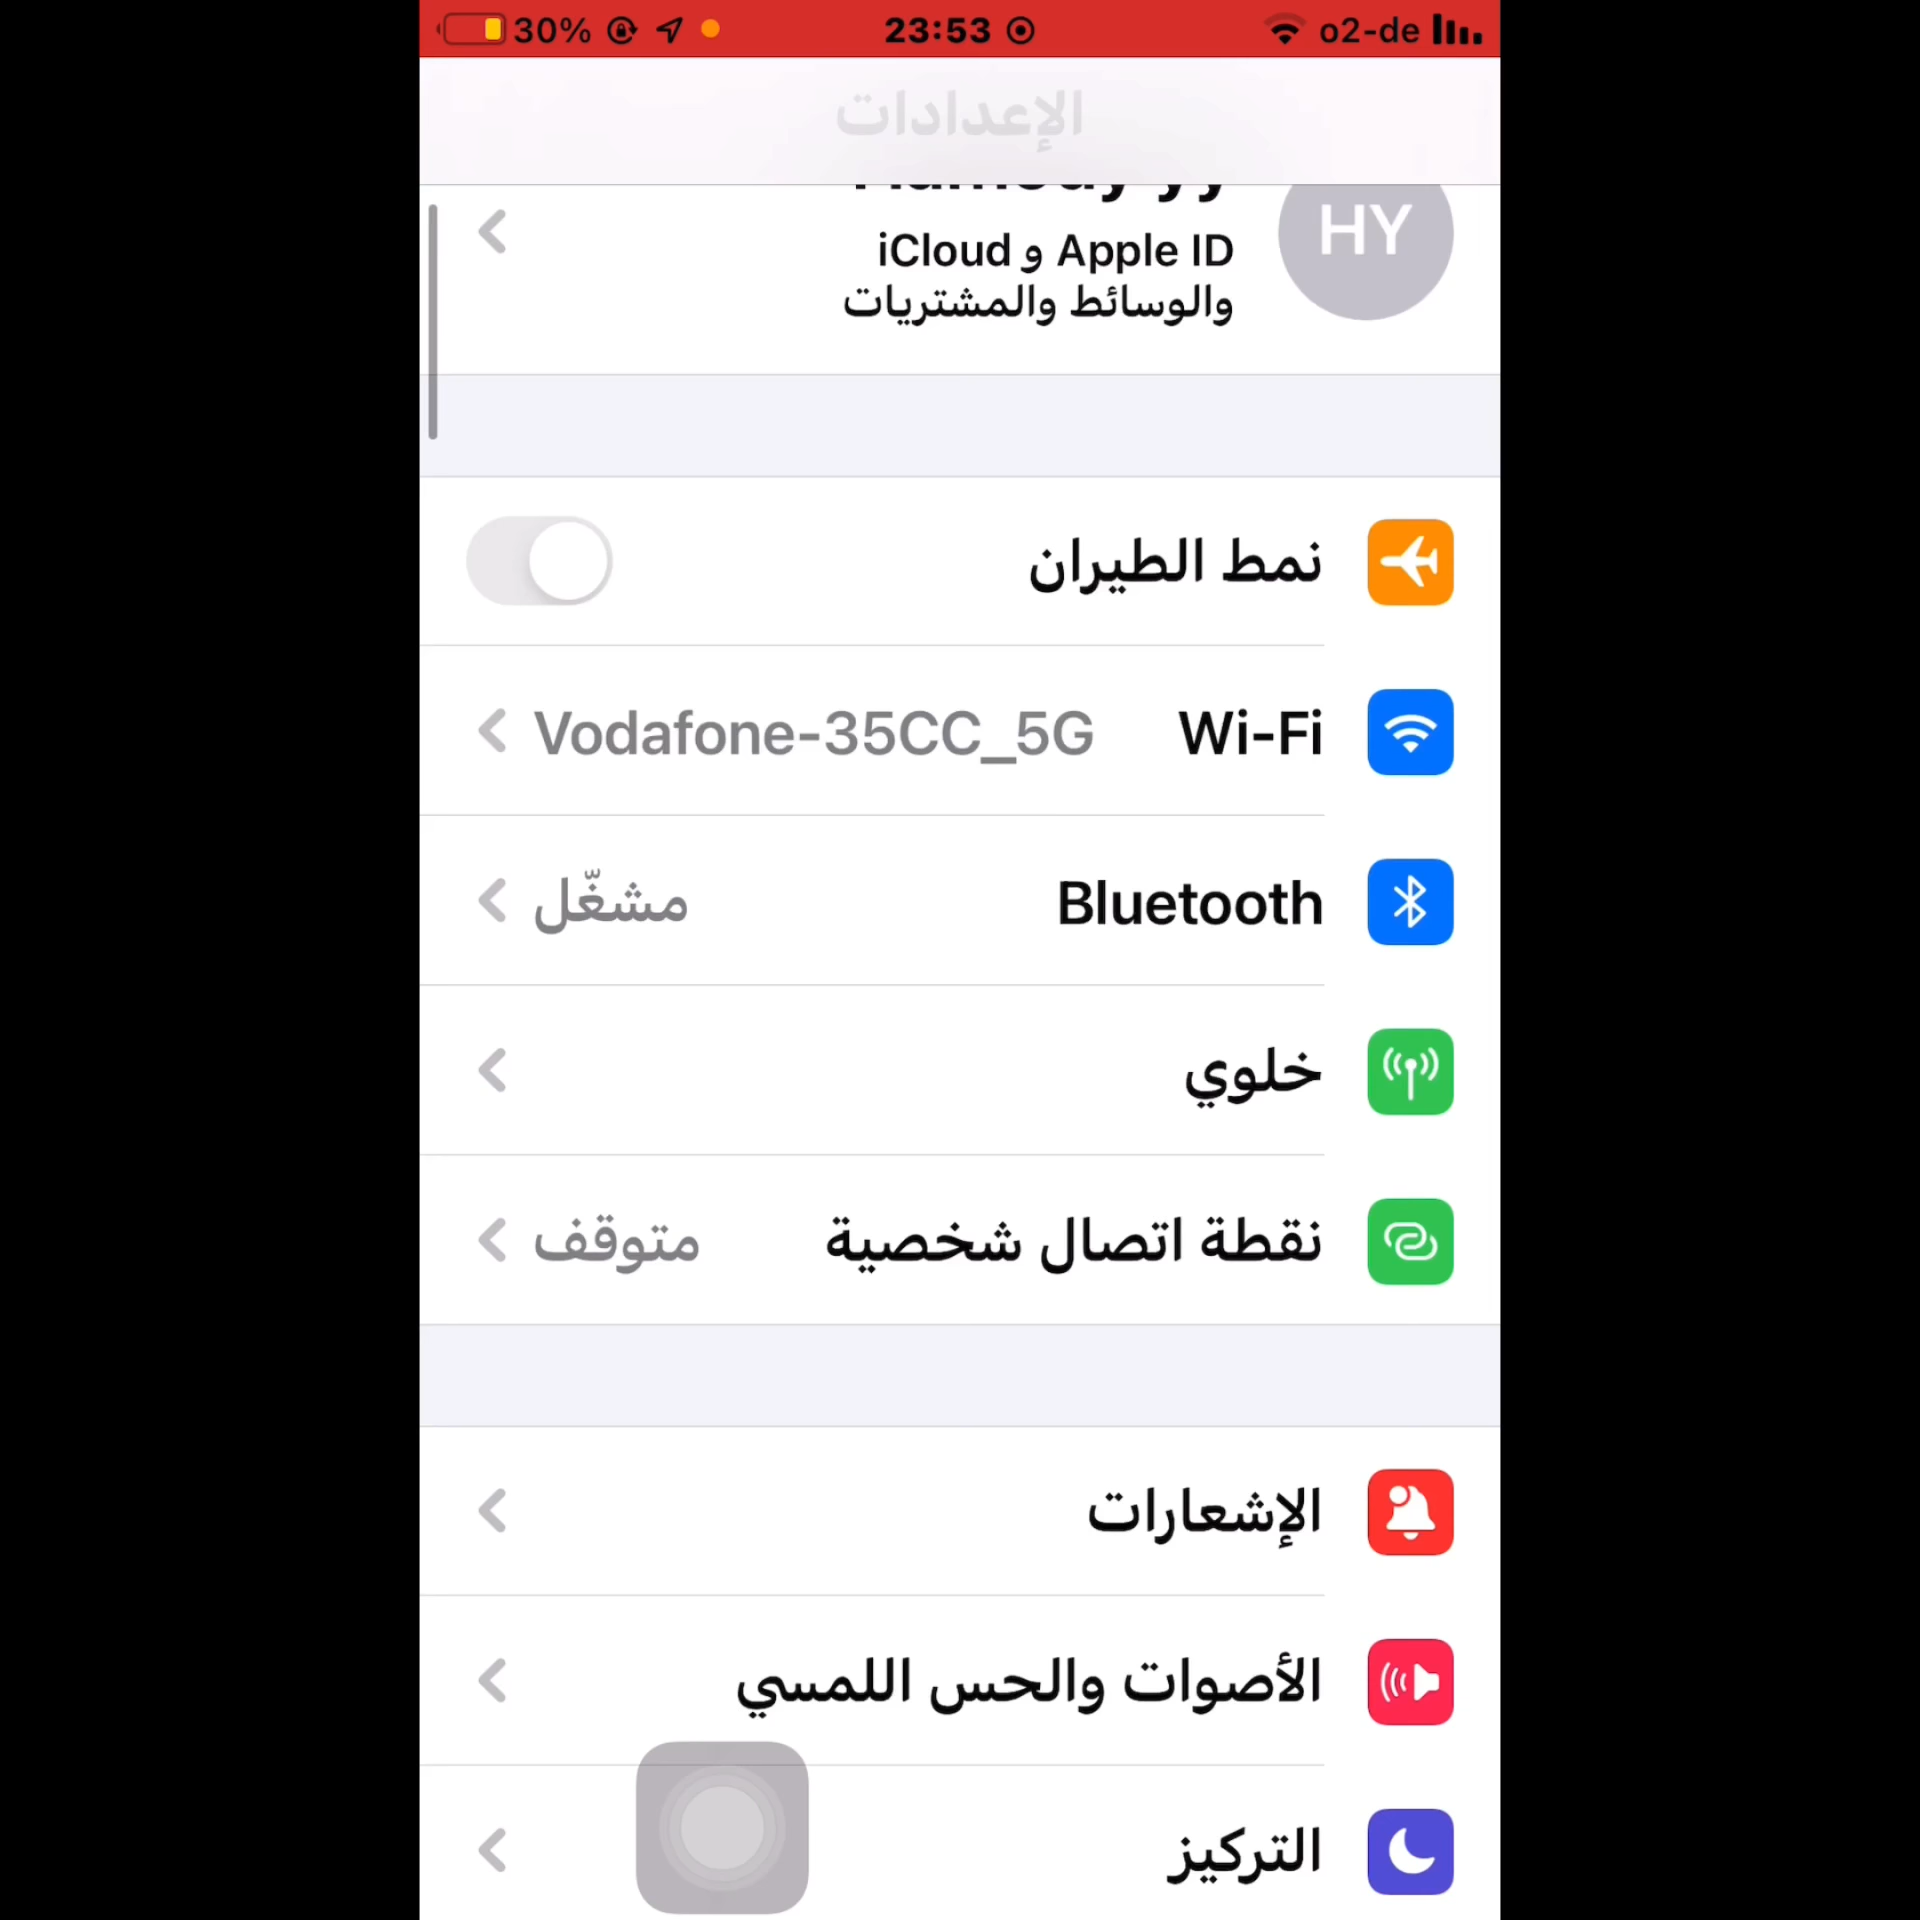 30% 23:53 o2-de
الإعدادات
HY
Apple ID و iCloud
والوسائط والمشتريات
نمط الطيران
Wi-Fi Vodafone-35CC_5G
Bluetooth مشغّل
خلوي
نقطة اتصال شخصية متوقف
الإشعارات
الأصوات والحس اللمسي
التركيز